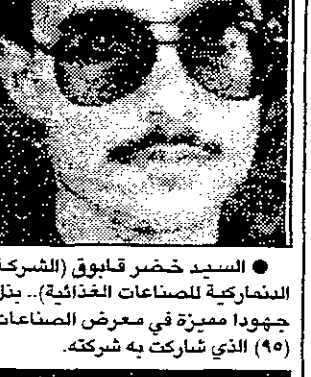 ● السيد خضر قابوق (الشركة
الدنماركية للصناعات الغذائية).. بذل
جهودا مميزة في معرض الصناعات
(٩٥) الذي شاركت به شركته.